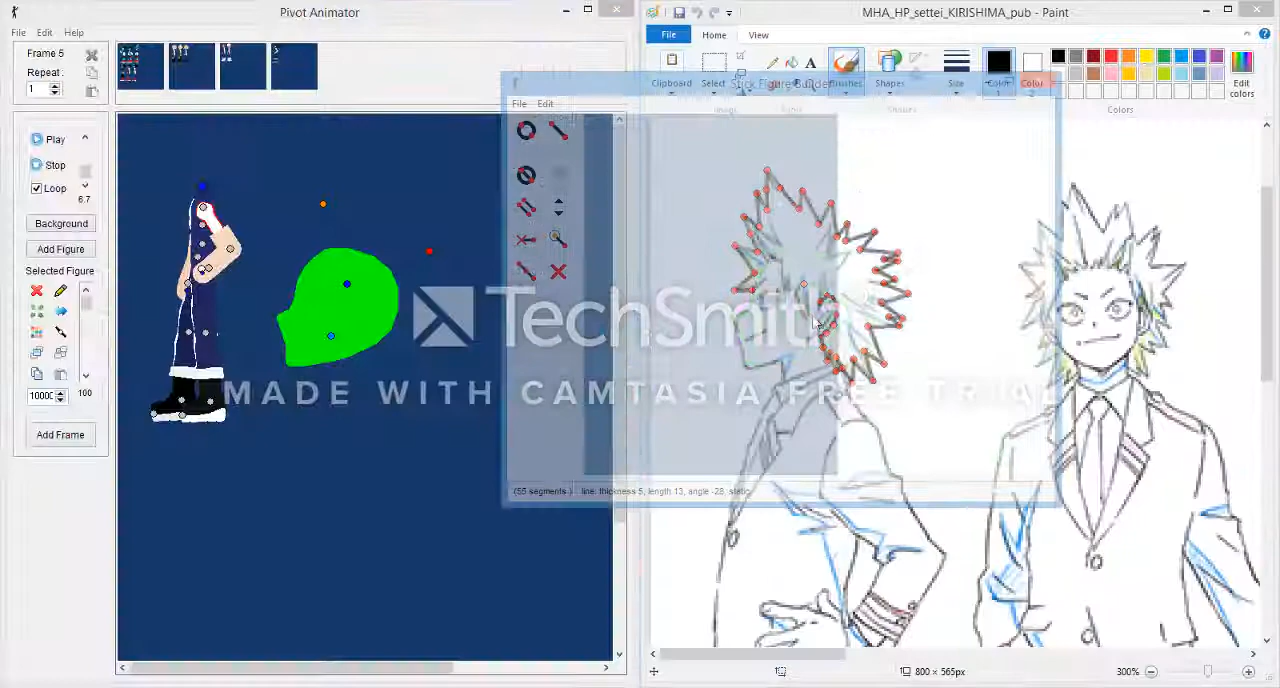 Pivot Animator
File Edit Help
Frame 5
Repeat :
1
Play
Stop
Loop
6.7
Background
Add Figure
Selected Figure
100
Add Frame
MHA_HP_settei_KIRISHIMA_pub - Paint
File Home View
Clipboard Select Brushes Shapes Size Color 1 Color 2 Edit colors
Colors
Stick Figure Builder
File Edit
(55 segments ) line: thickness 5, length 13, angle -28, static
TechSmith
MADE WITH CAMTASIA FREE TRIAL
800 × 565px
300%